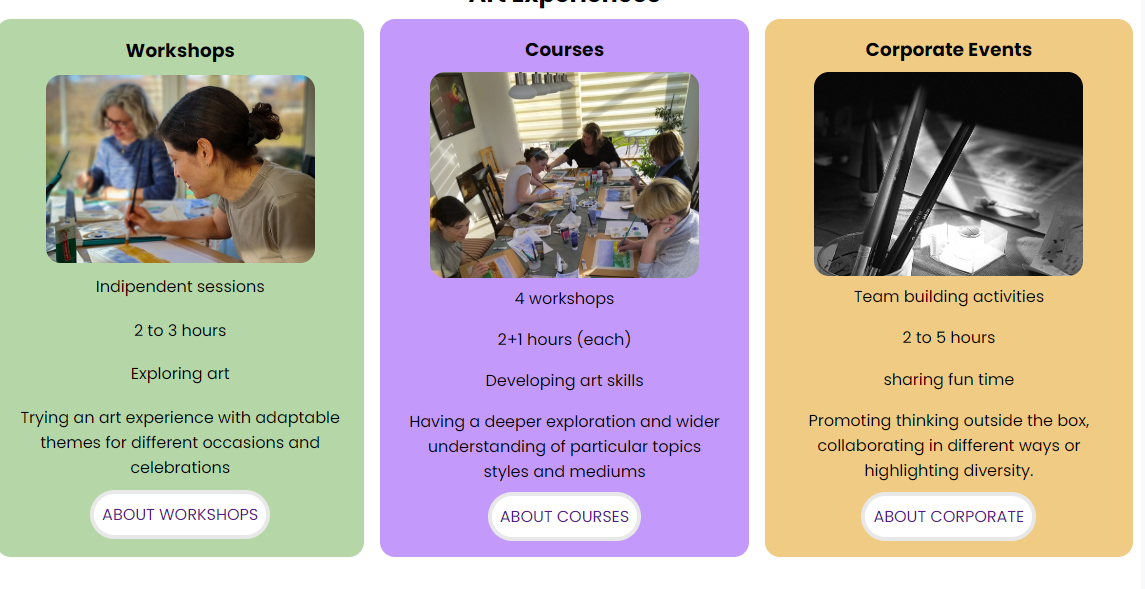 Art Experiences
Workshops
Indipendent sessions
2 to 3 hours
Exploring art
Trying an art experience with adaptable
themes for different occasions and
celebrations
ABOUT WORKSHOPS
Courses
4 workshops
2+1 hours (each)
Developing art skills
Having a deeper exploration and wider
understanding of particular topics
styles and mediums
ABOUT COURSES
Corporate Events
Team building activities
2 to 5 hours
sharing fun time
Promoting thinking outside the box,
collaborating in different ways or
highlighting diversity.
ABOUT CORPORATE